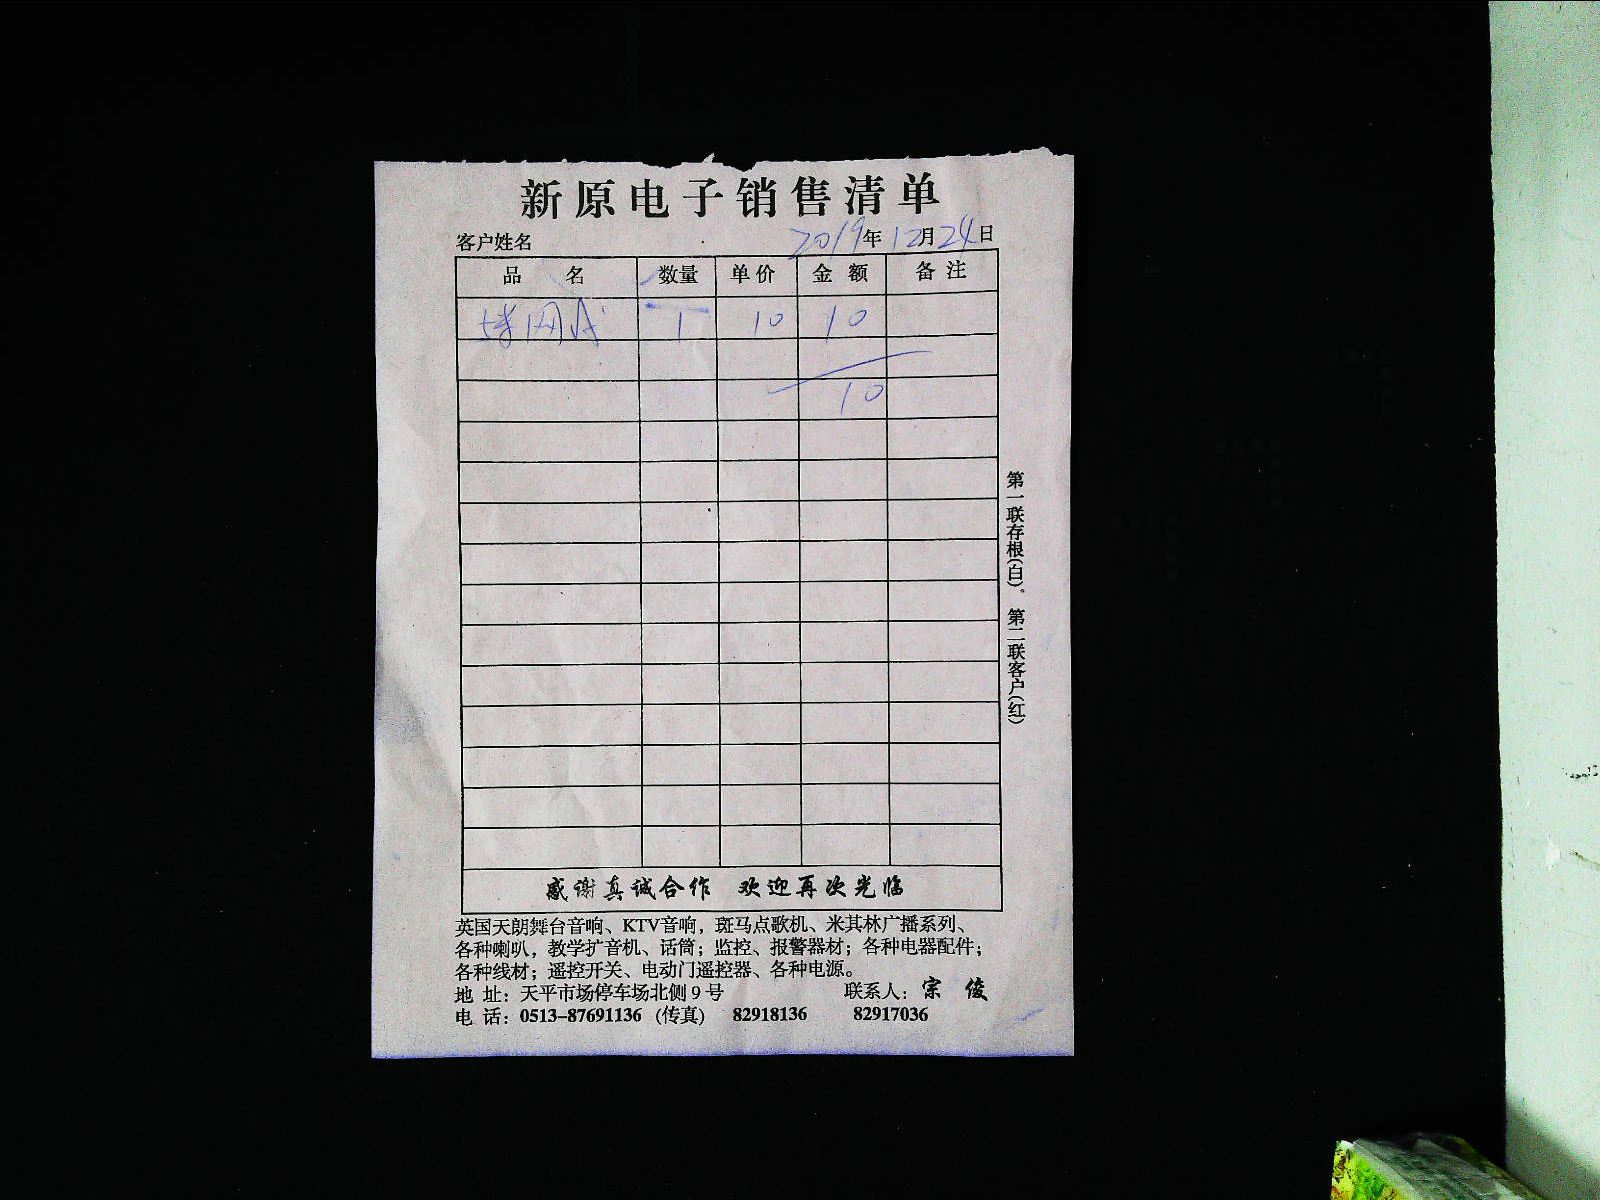 新原电子销售清单
客户姓名 2019年12月24日
品名 数量 单价 金额 备注
1 10 10
10
第一联存根(白)。第二联客户(红)
感谢真诚合作 欢迎再次光临
英国天朗舞台音响、KTV音响，斑马点歌机、米其林广播系列、
各种喇叭，教学扩音机、话筒；监控、报警器材；各种电器配件；
各种线材；遥控开关、电动门遥控器、各种电源。
地 址：天平市场停车场北侧9号 联系人：宗 俊
电 话：0513-87691136 (传真) 82918136 82917036